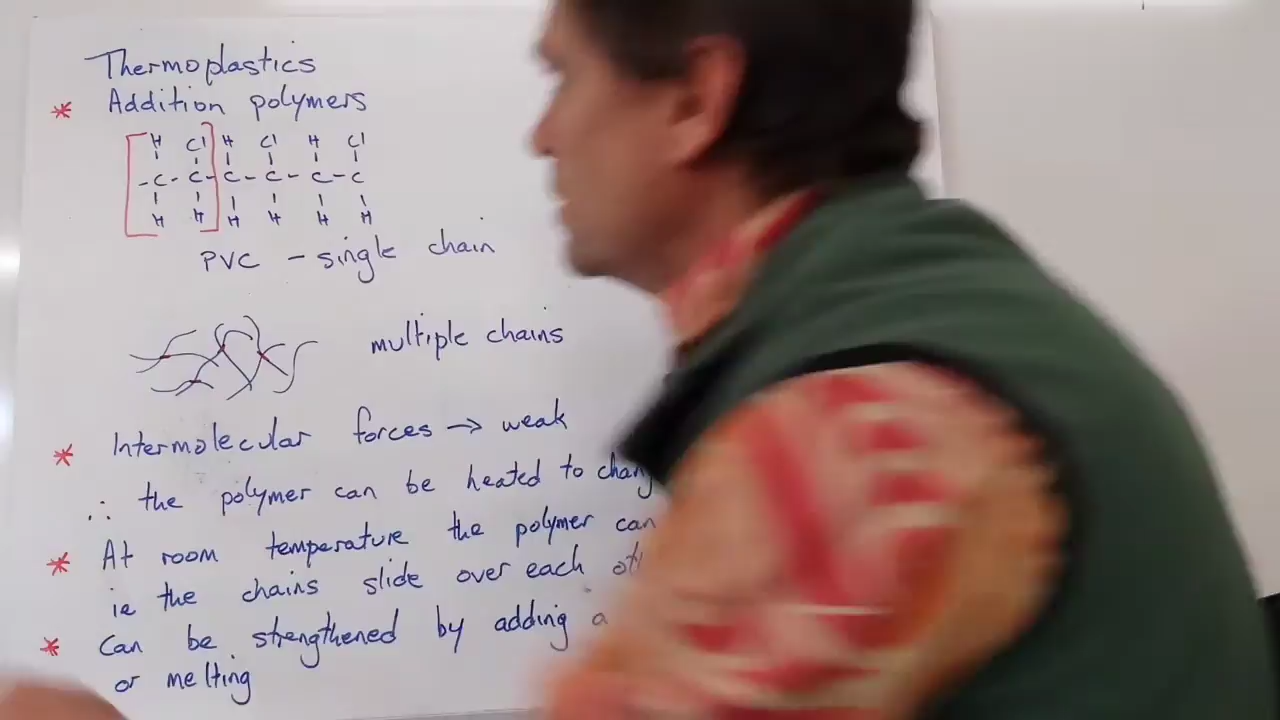 Thermoplastics
* Addition polymers
H Cl H Cl H Cl
-C-C-C-C-C-C
H H H H H H
PVC - single chain
multiple chains
* Intermolecular forces → weak
∴ the polymer can be heated to
* At room temperature the polymer can
ie the chains slide over each
* Can be strengthened by adding a
or melting